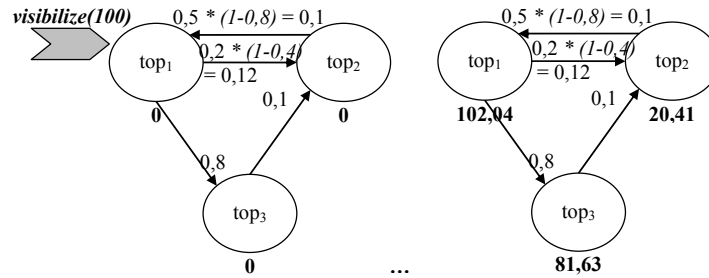 visibilize(100)
0,5 * (1-0,8) = 0,1
0,2 * (1-0,4)
= 0,12
top1
top2
0,1
0
0
0,8
top3
0
...
0,5 * (1-0,8) = 0,1
0,2 * (1-0,4)
= 0,12
top1
top2
0,1
102,04
20,41
0,8
top3
81,63